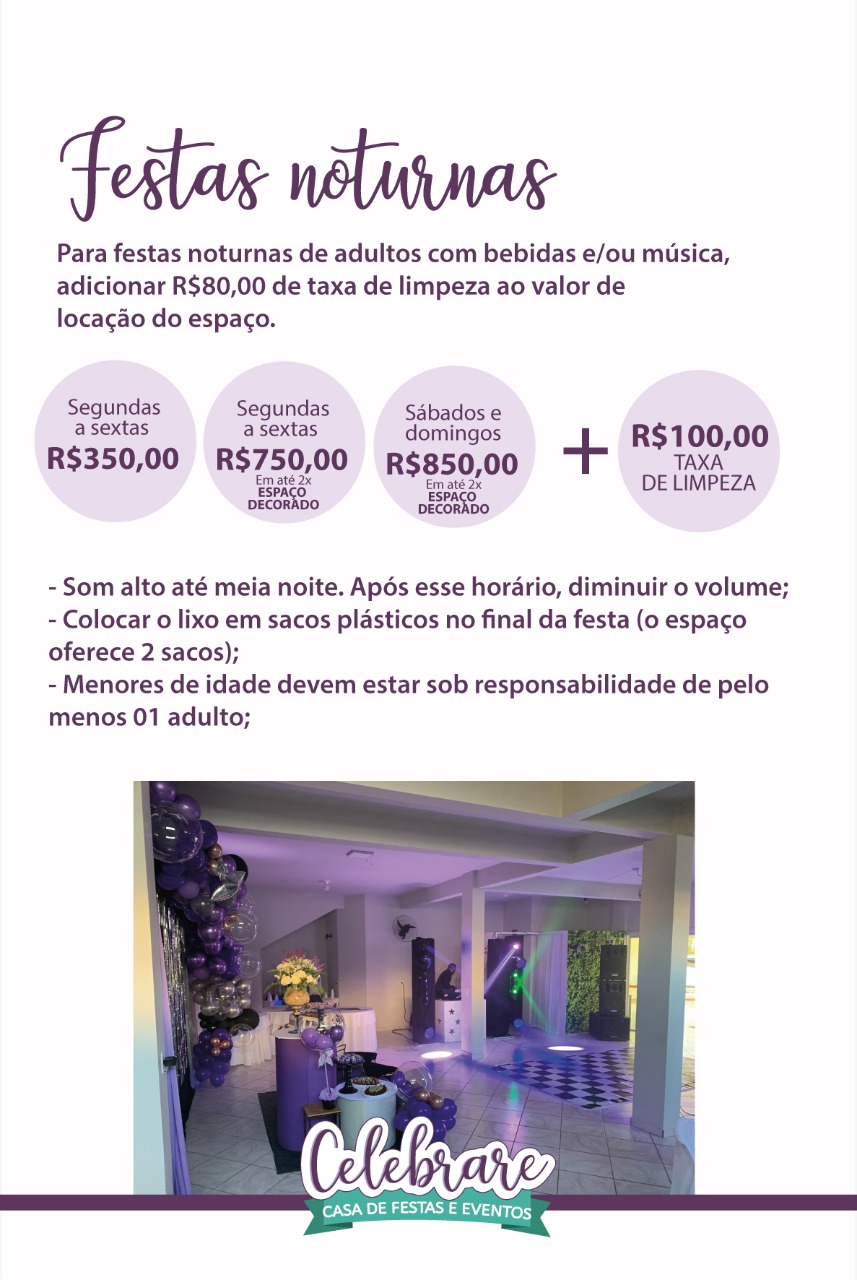 Festas noturnas
Para festas noturnas de adultos com bebidas e/ou música,
adicionar R$80,00 de taxa de limpeza ao valor de
locação do espaço.
Segundas
a sextas
R$350,00
Segundas
a sextas
R$750,00
Em até 2x
ESPAÇO
DECORADO
Sábados e
domingos
R$850,00
Em até 2x
ESPAÇO
DECORADO
+
R$100,00
TAXA
DE LIMPEZA
- Som alto até meia noite. Após esse horário, diminuir o volume;
- Colocar o lixo em sacos plásticos no final da festa (o espaço
oferece 2 sacos);
- Menores de idade devem estar sob responsabilidade de pelo
menos 01 adulto;
Celebrare
CASA DE FESTAS E EVENTOS